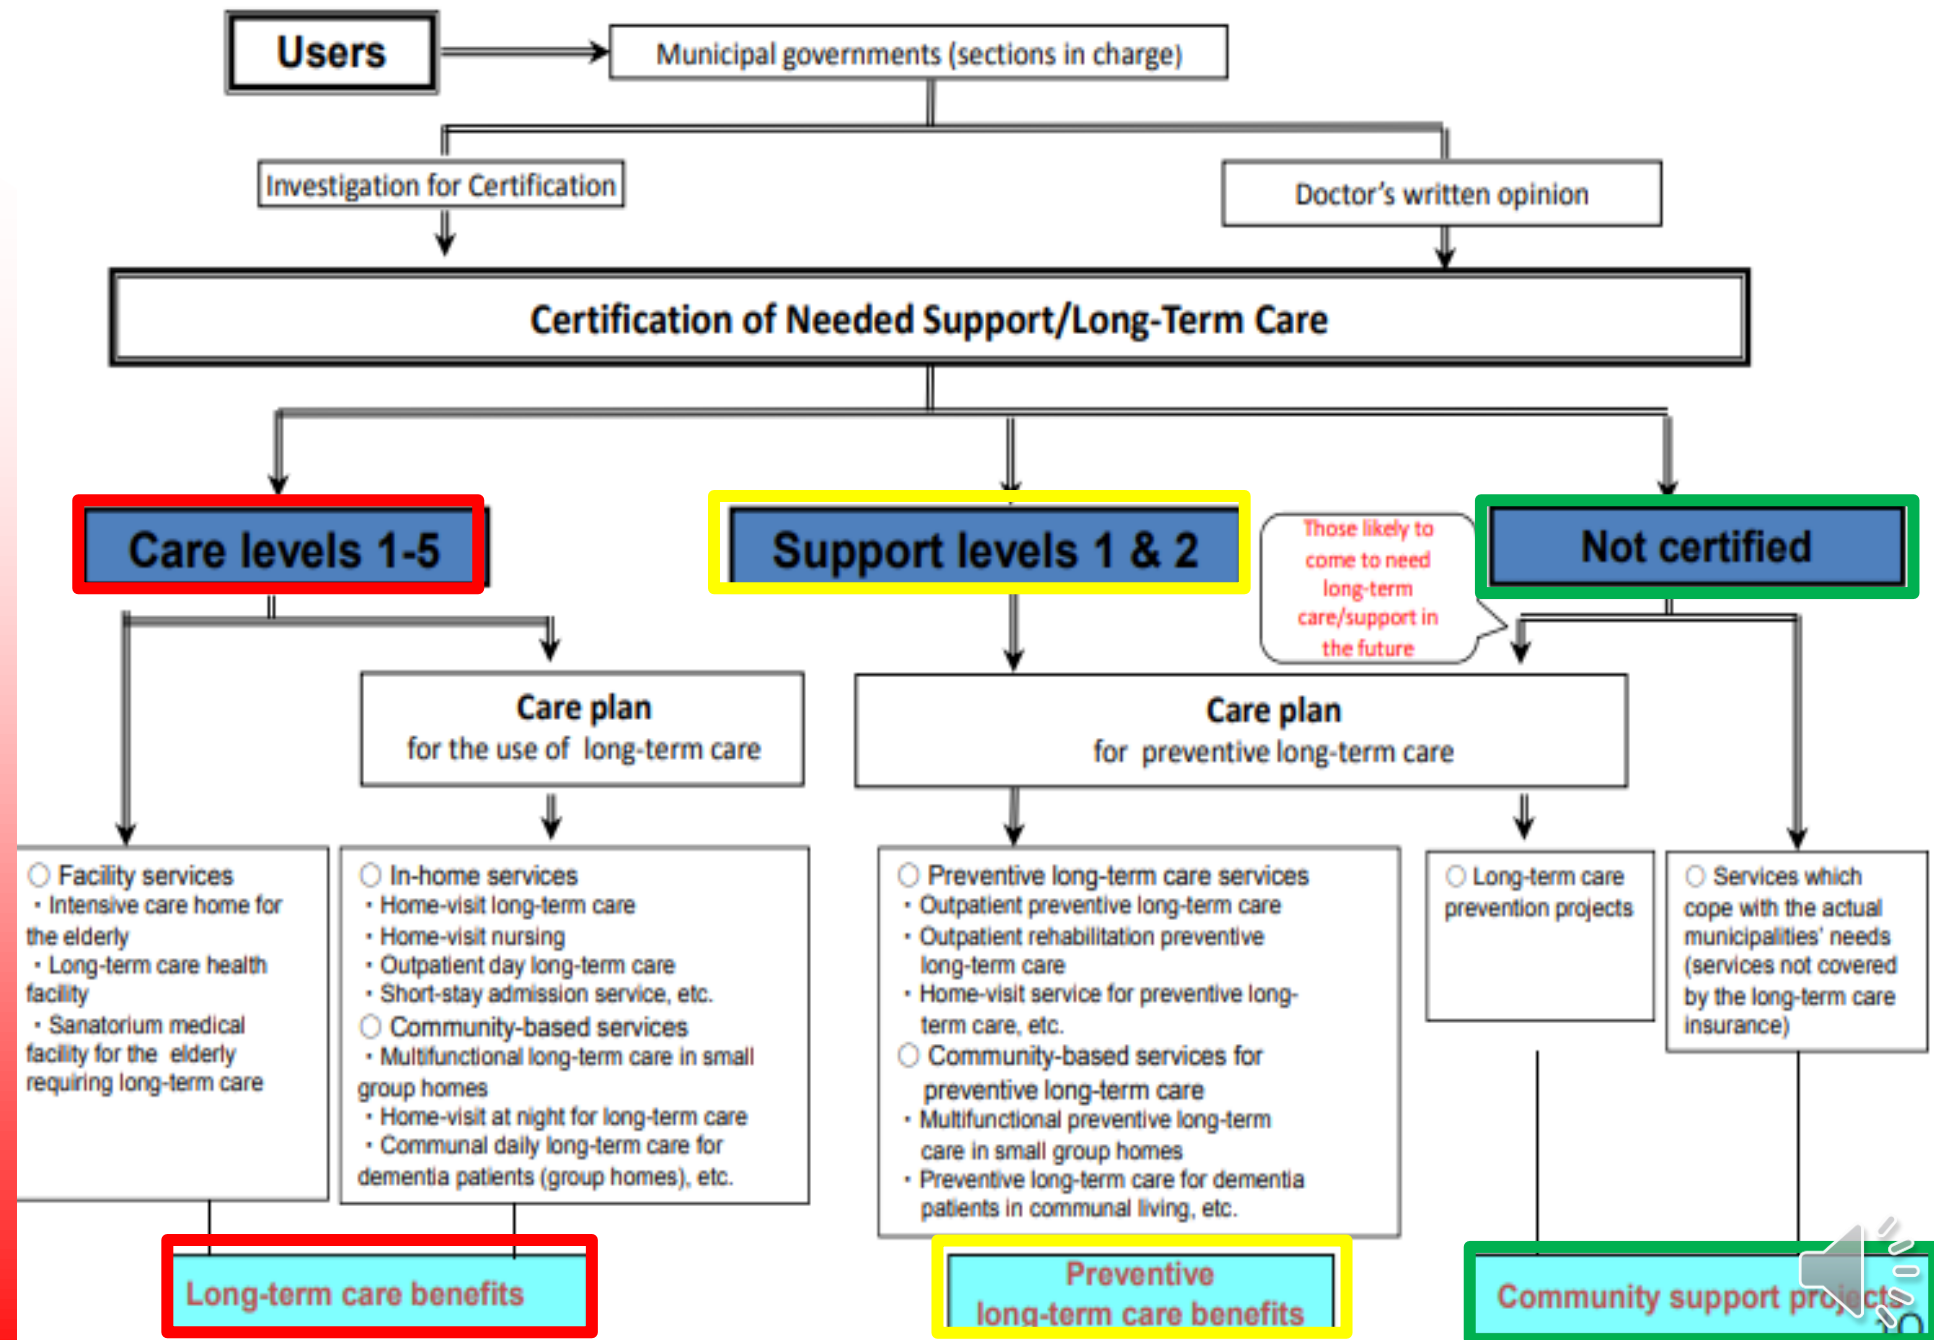 Users
Municipal governments (sections in charge)
Investigation for Certification
Doctor's written opinion
Certification of Needed Support/Long-Term Care
Care levels 1-5
Support levels 1 & 2
Those likely to
come to need
long-term
care/support in
the future
Not certified
Care plan
for the use of long-term care
Care plan
for preventive long-term care
○ Facility services
・Intensive care home for
the elderly
・Long-term care health
facility
・Sanatorium medical
facility for the elderly
requiring long-term care
○ In-home services
・Home-visit long-term care
・Home-visit nursing
・Outpatient day long-term care
・Short-stay admission service, etc.
○ Community-based services
・Multifunctional long-term care in small
group homes
・Home-visit at night for long-term care
・Communal daily long-term care for
dementia patients (group homes), etc.
○ Preventive long-term care services
・Outpatient preventive long-term care
・Outpatient rehabilitation preventive
long-term care
・Home-visit service for preventive long-
term care, etc.
○ Community-based services for
preventive long-term care
・Multifunctional preventive long-term
care in small group homes
・Preventive long-term care for dementia
patients in communal living, etc.
○ Long-term care
prevention projects
○ Services which
cope with the actual
municipalities' needs
(services not covered
by the long-term care
insurance)
Long-term care benefits
Preventive
long-term care benefits
Community support projects